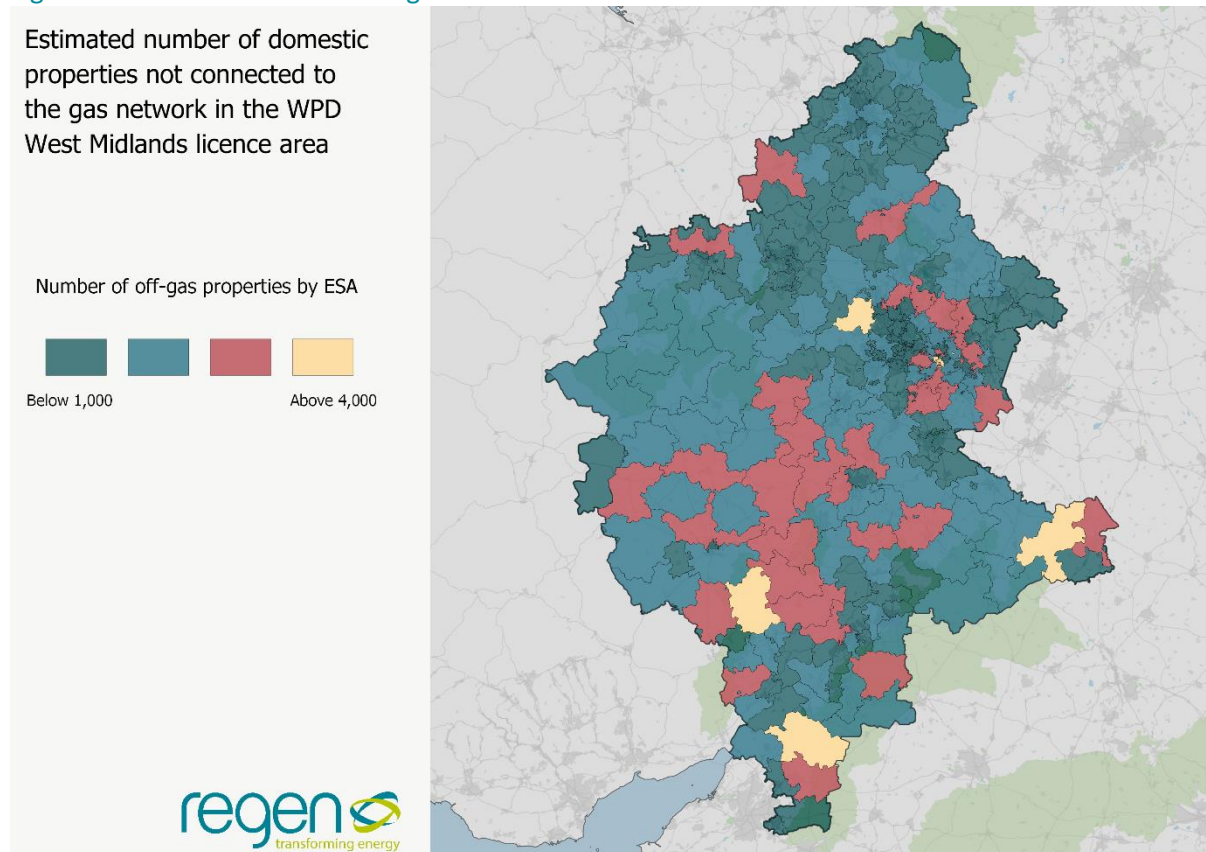 Estimated number of domestic
properties not connected to
the gas network in the WPD
West Midlands licence area
Number of off-gas properties by ESA
Below 1,000
Above 4,000
regen
transforming energy